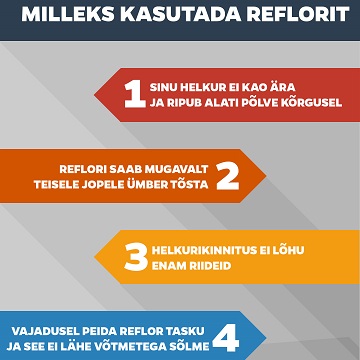 MILLEKS KASUTADA REFLORIT
1 SINU HELKUR EI KAO ÄRA
JA RIPUB ALATI PÕLVE KÕRGUSEL
REFLORI SAAB MUGAVALT
TEISELE JOPELE ÜMBER TÕSTA 2
3 HELKURIKINNITUS EI LÕHU
ENAM RIIDEID
VAJADUSEL PEIDA REFLOR TASKU
JA SEE EI LÄHE VÕTMETEGA SÕLME 4